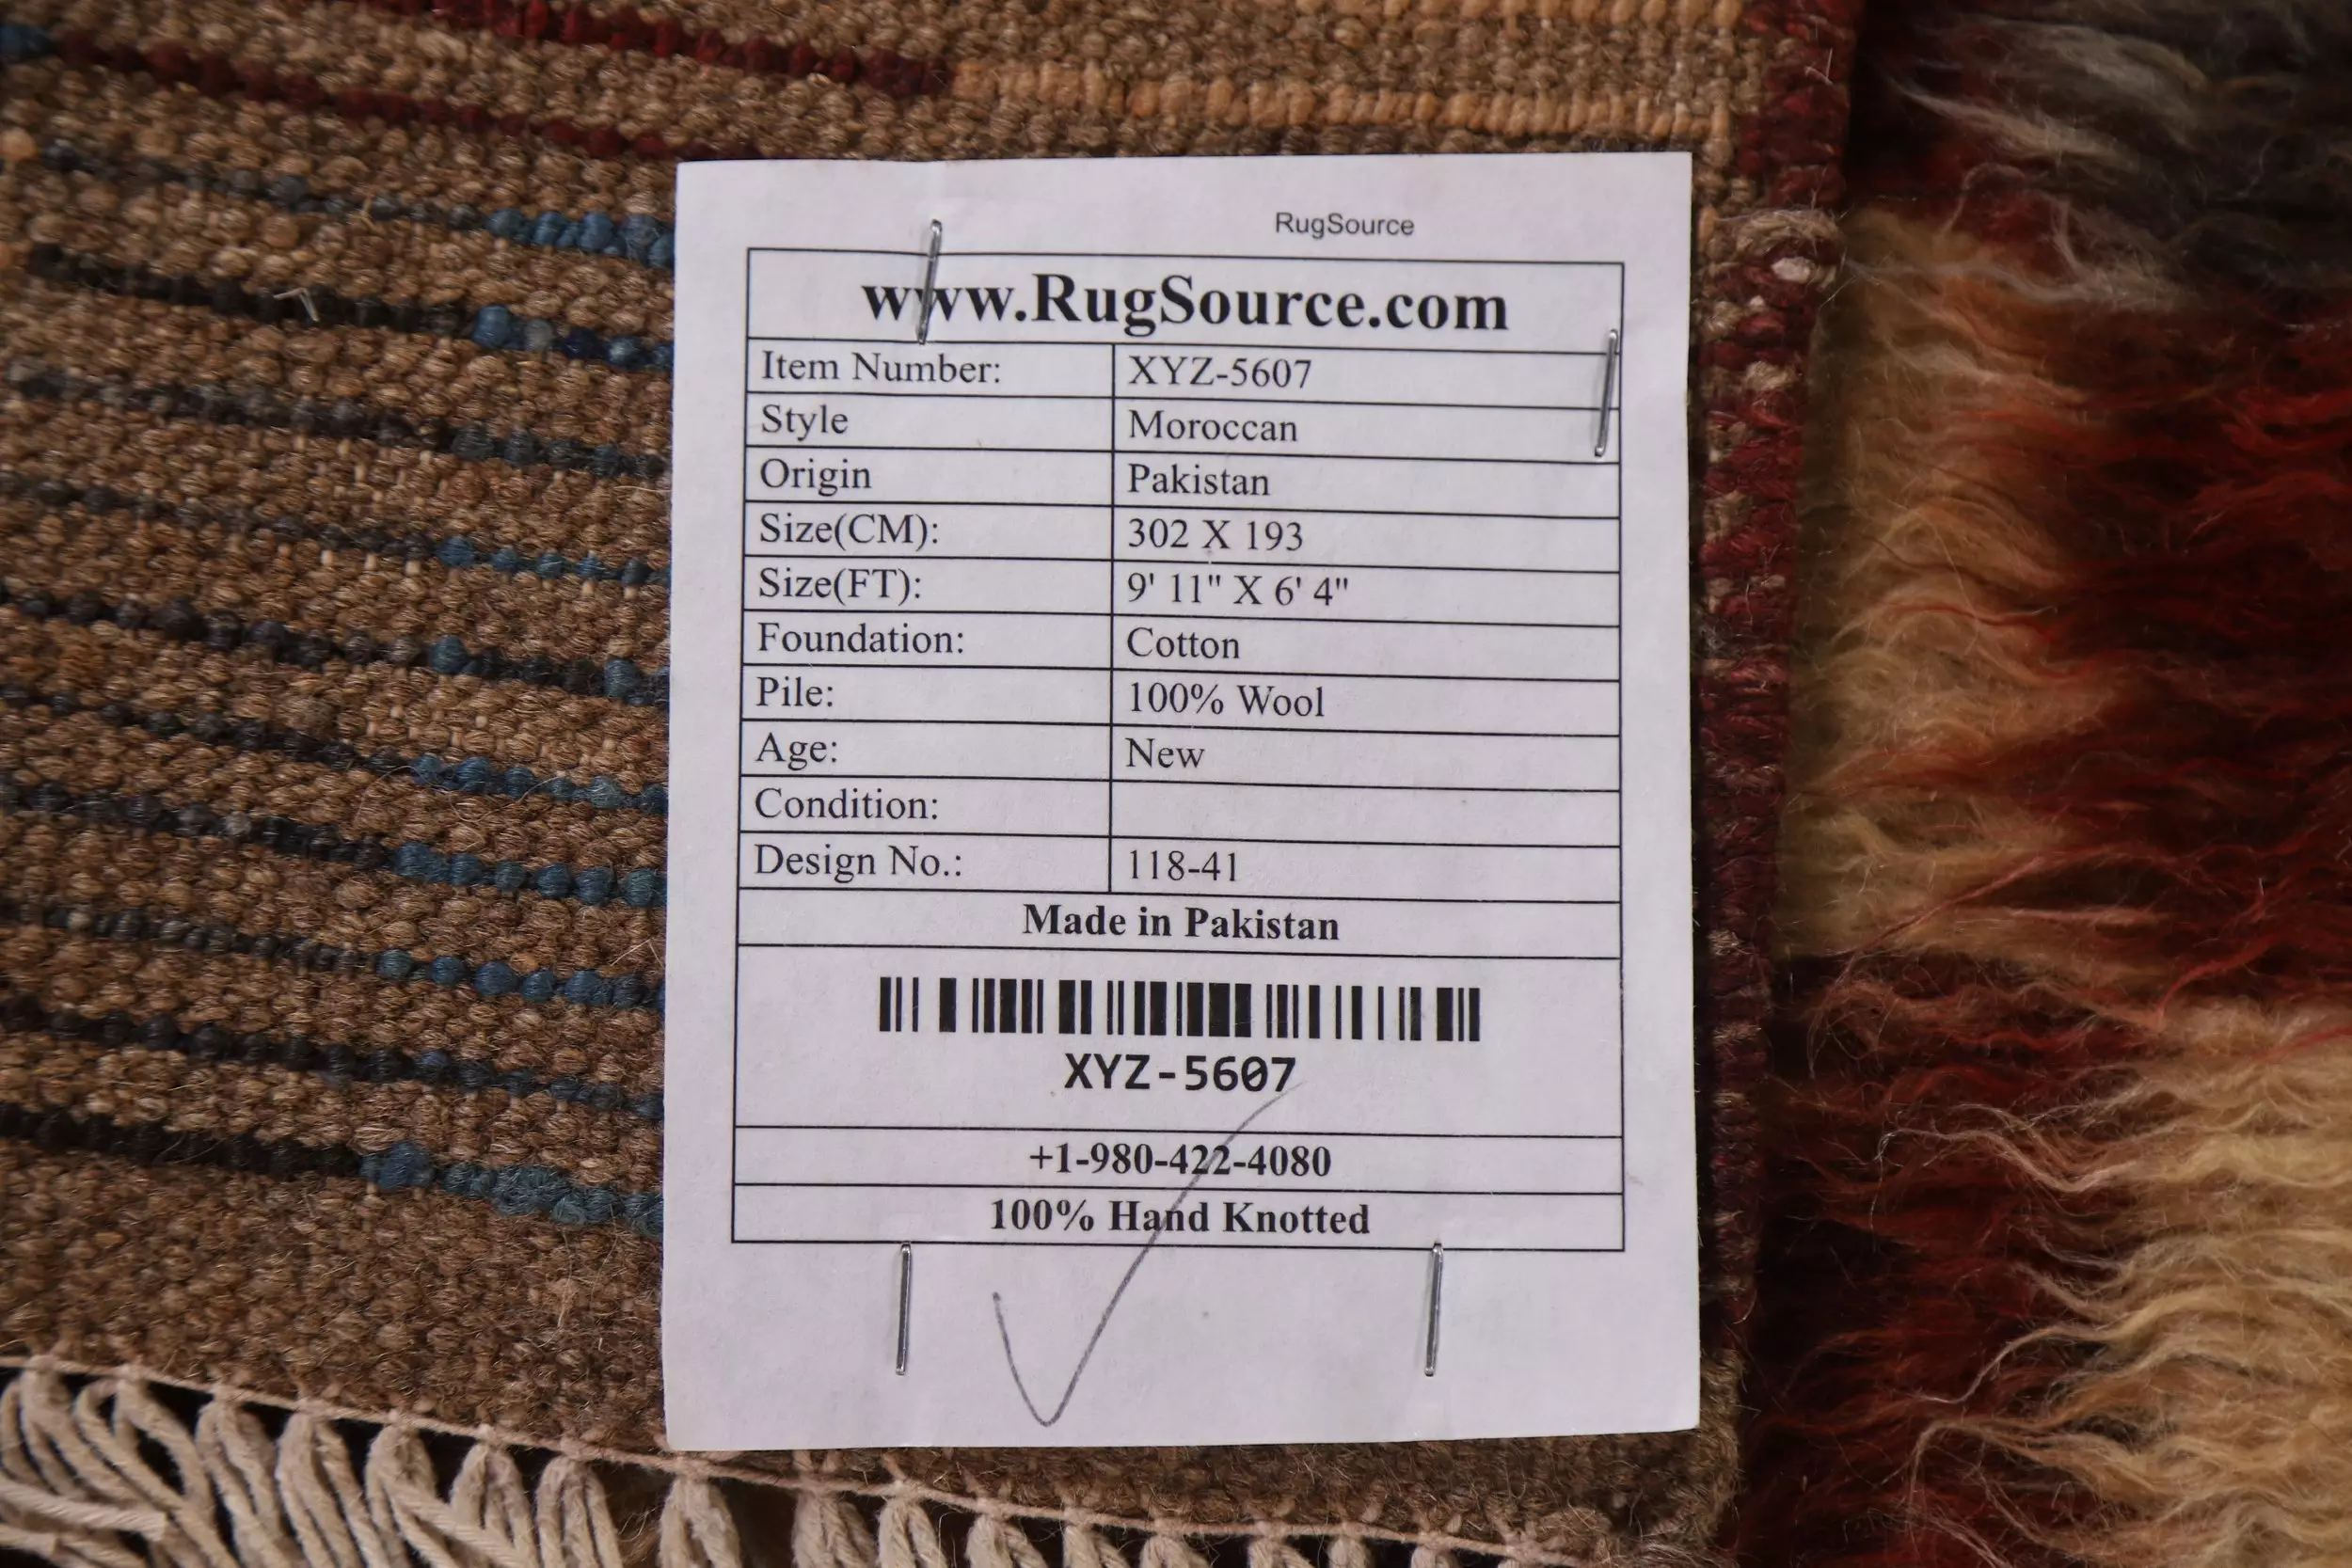 RugSource
www.RugSource.com
Item Number: XYZ-5607
Style Moroccan
Origin Pakistan
Size(CM): 302 X 193
Size(FT): 9' 11" X 6' 4"
Foundation: Cotton
Pile: 100% Wool
Age: New
Condition:
Design No.: 118-41
Made in Pakistan
XYZ-5607
+1-980-422-4080
100% Hand Knotted